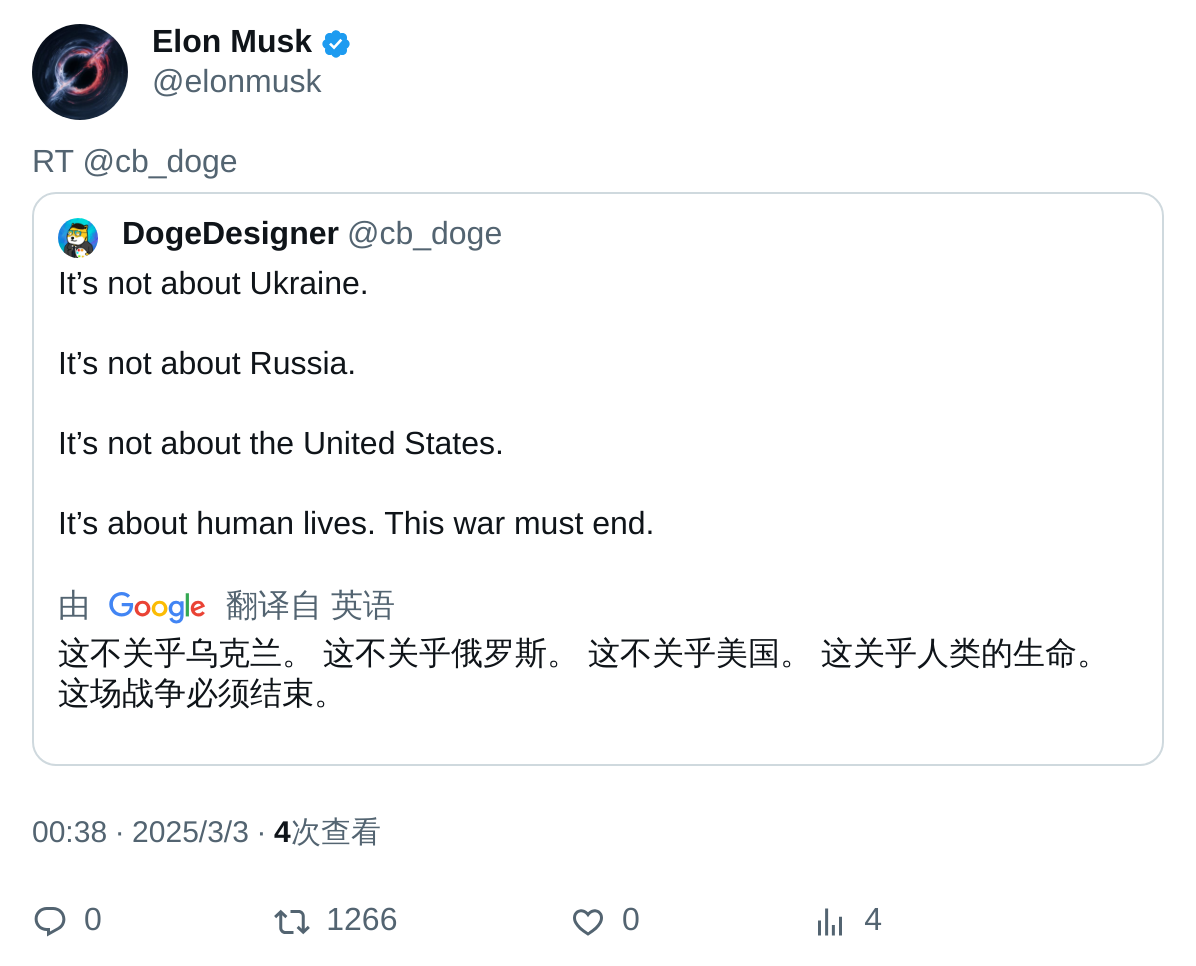 Elon Musk
@elonmusk
RT @cb_doge
DogeDesigner @cb_doge
It’s not about Ukraine.
It’s not about Russia.
It’s not about the United States.
It’s about human lives. This war must end.
由 Google 翻译自 英语
这不关乎乌克兰。 这不关乎俄罗斯。 这不关乎美国。 这关乎人类的生命。
这场战争必须结束。
00:38 · 2025/3/3 · 4次查看
0 1266 0 4